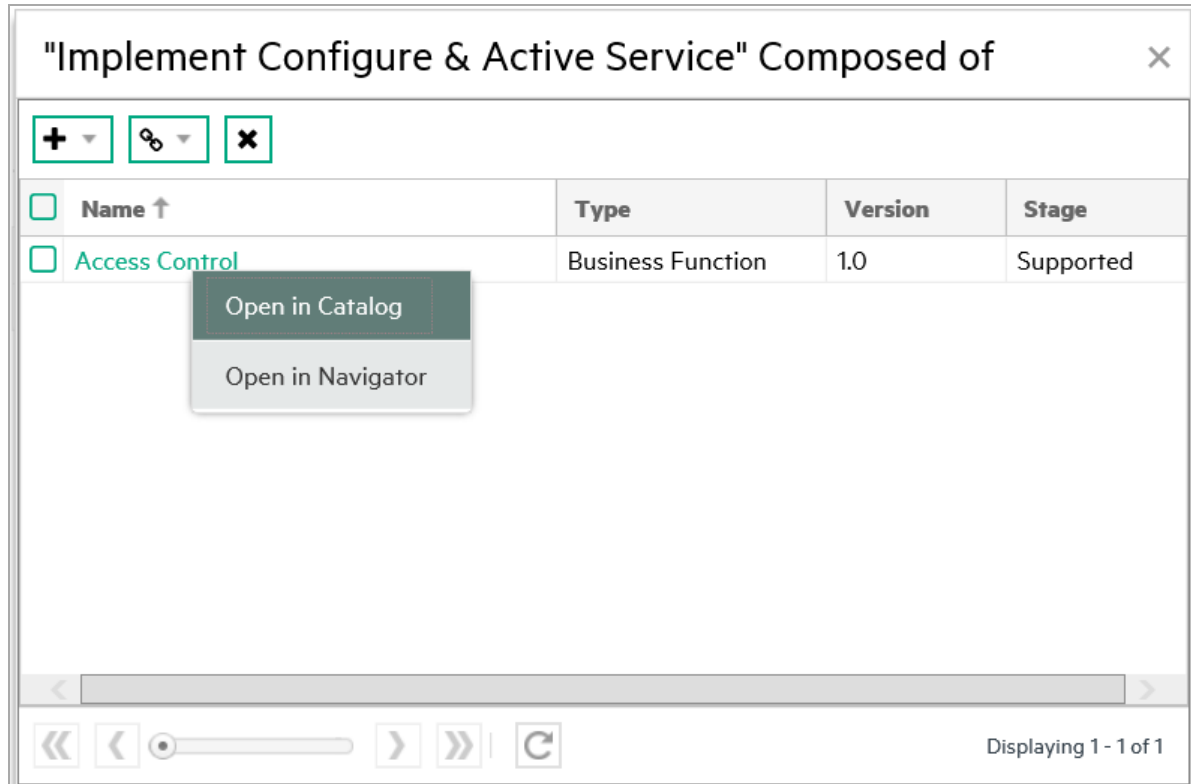 "Implement Configure & Active Service" Composed of
Name Type Version Stage
Access Control Business Function 1.0 Supported
Open in Catalog
Open in Navigator
Displaying 1 - 1 of 1